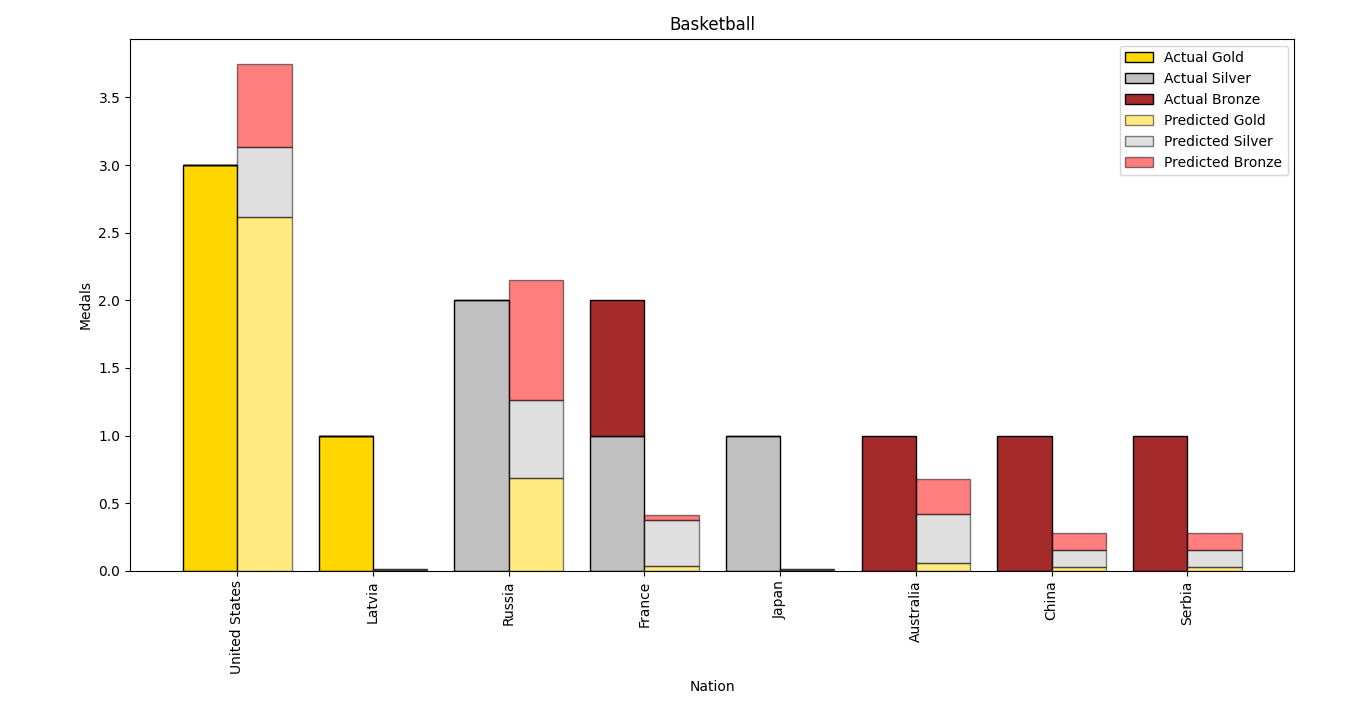 Basketball
Actual Gold
Actual Silver
Actual Bronze
Predicted Gold
Predicted Silver
Predicted Bronze
3.5
3.0
2.5
2.0
1.5
1.0
0.5
0.0
Medals
United States
Latvia
Russia
France
Japan
Australia
China
Serbia
Nation